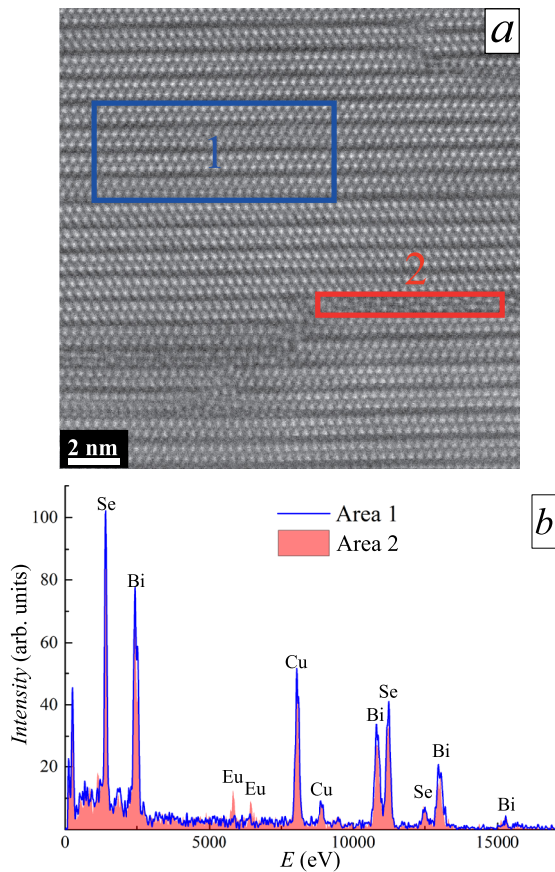 a
1
2
2 nm
b
Area 1
Area 2
Intensity (arb. units)
100
80
60
40
20
Se
Bi
Eu
Eu
Cu
Cu
Bi
Se
Se
Bi
Bi
0
5000
10000
15000
E (eV)